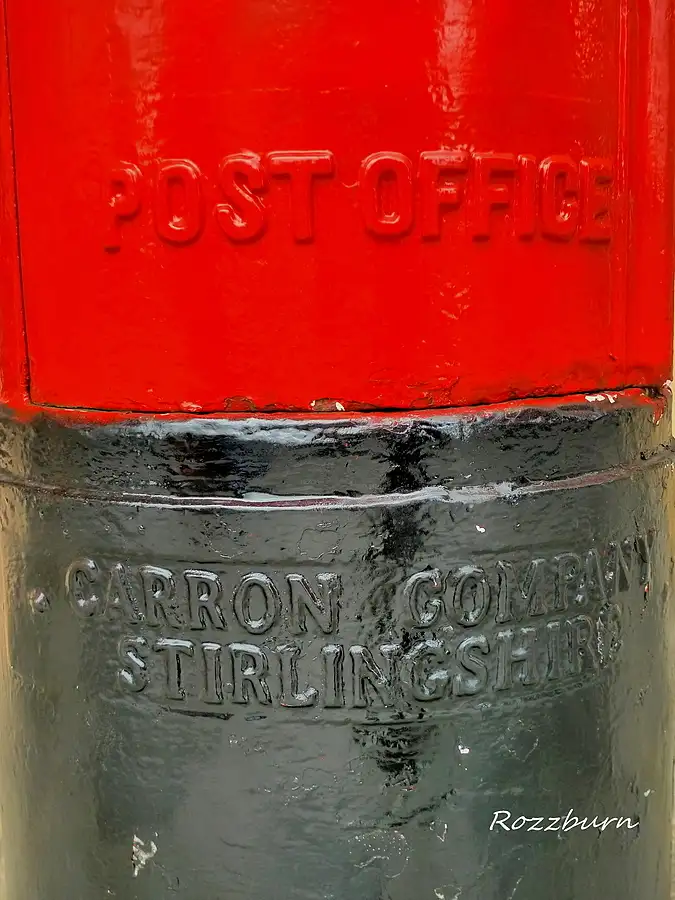 POST OFFICE
CARRON COMPANY
STIRLINGSHIRE
Rozzburn